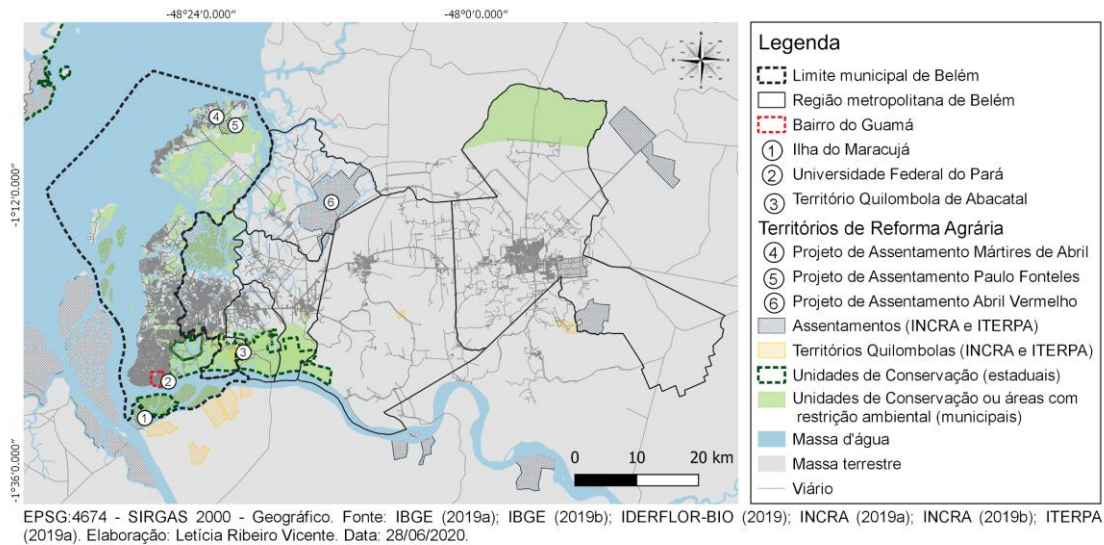 -48°24'0.000"
-48°0'0.000"
-1°12'0.000"
-1°36'0.000"
4
5
6
3
2
1
0 10 20 km
Legenda
Limite municipal de Belém
Região metropolitana de Belém
Bairro do Guamá
1 Ilha do Maracujá
2 Universidade Federal do Pará
3 Território Quilombola de Abacatal
Territórios de Reforma Agrária
4 Projeto de Assentamento Mártires de Abril
5 Projeto de Assentamento Paulo Fonteles
6 Projeto de Assentamento Abril Vermelho
Assentamentos (INCRA e ITERPA)
Territórios Quilombolas (INCRA e ITERPA)
Unidades de Conservação (estaduais)
Unidades de Conservação ou áreas com
restrição ambiental (municipais)
Massa d'água
Massa terrestre
Viário
EPSG:4674 - SIRGAS 2000 - Geográfico. Fonte: IBGE (2019a); IBGE (2019b); IDERFLOR-BIO (2019); INCRA (2019a); INCRA (2019b); ITERPA
(2019a). Elaboração: Letícia Ribeiro Vicente. Data: 28/06/2020.